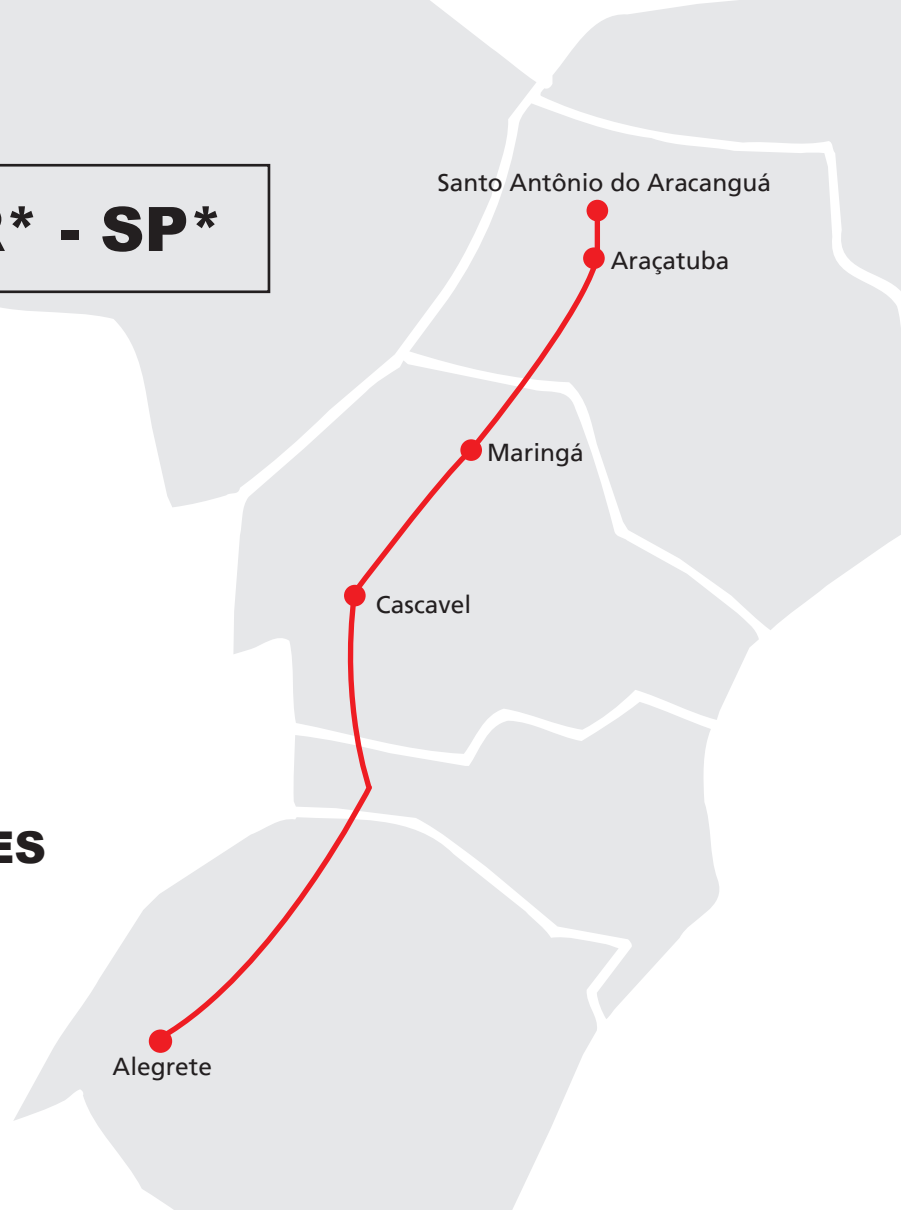 Santo Antônio do Aracanguá
* - SP*
Araçatuba
Maringá
Cascavel
ES
Alegrete